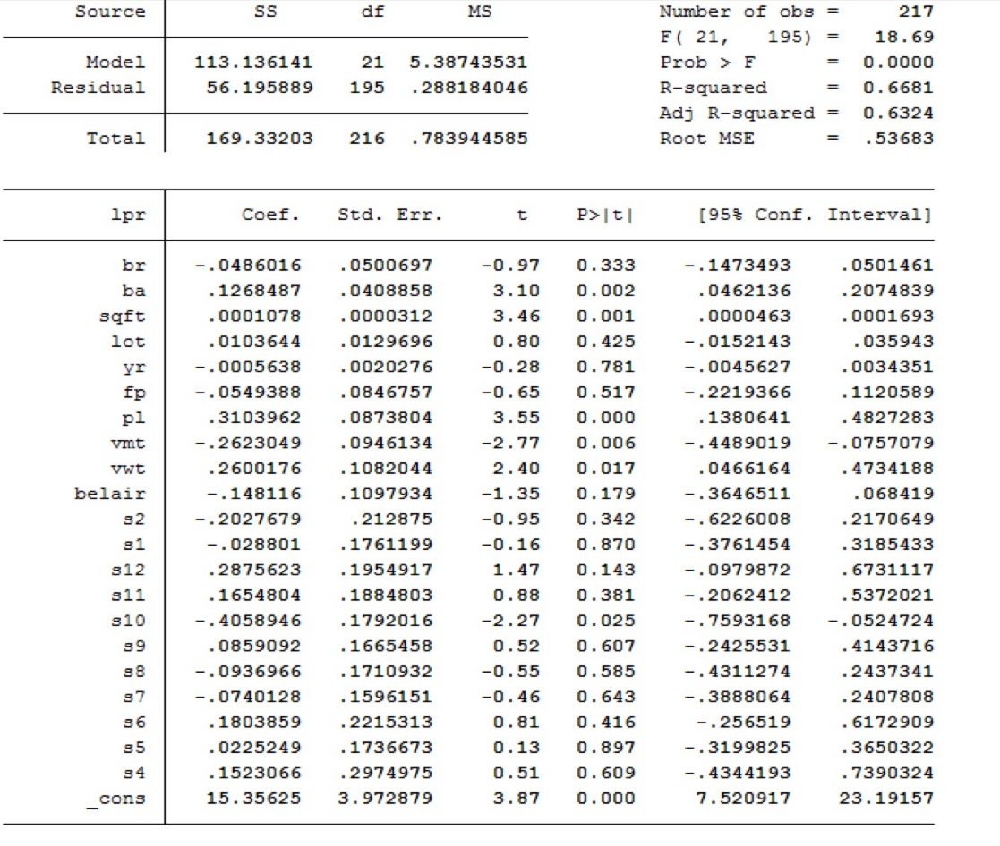 Source SS df MS Number of obs = 217
F( 21, 195) = 18.69
Model 113.136141 21 5.38743531 Prob > F = 0.0000
Residual 56.195889 195 .288184046 R-squared = 0.6681
Adj R-squared = 0.6324
Total 169.33203 216 .783944585 Root MSE = .53683
lpr Coef. Std. Err. t P>|t| [95% Conf. Interval]
br -.0486016 .0500697 -0.97 0.333 -.1473493 .0501461
ba .1268487 .0408858 3.10 0.002 .0462136 .2074839
sqft .0001078 .0000312 3.46 0.001 .0000463 .0001693
lot .0103644 .0129696 0.80 0.425 -.0152143 .035943
yr -.0005638 .0020276 -0.28 0.781 -.0045627 .0034351
fp -.0549388 .0846757 -0.65 0.517 -.2219366 .1120589
pl .3103962 .0873804 3.55 0.000 .1380641 .4827283
vmt -.2623049 .0946134 -2.77 0.006 -.4489019 -.0757079
vwt .2600176 .1082044 2.40 0.017 .0466164 .4734188
belair -.148116 .1097934 -1.35 0.179 -.3646511 .068419
s2 -.2027679 .212875 -0.95 0.342 -.6226008 .2170649
s1 -.028801 .1761199 -0.16 0.870 -.3761454 .3185433
s12 .2875623 .1954917 1.47 0.143 -.0979872 .6731117
s11 .1654804 .1884803 0.88 0.381 -.2062412 .5372021
s10 -.4058946 .1792016 -2.27 0.025 -.7593168 -.0524724
s9 .0859092 .1665458 0.52 0.607 -.2425531 .4143716
s8 -.0936966 .1710932 -0.55 0.585 -.4311274 .2437341
s7 -.0740128 .1596151 -0.46 0.643 -.3888064 .2407808
s6 .1803859 .2215313 0.81 0.416 -.256519 .6172909
s5 .0225249 .1736673 0.13 0.897 -.3199825 .3650322
s4 .1523066 .2974975 0.51 0.609 -.4344193 .7390324
_cons 15.35625 3.972879 3.87 0.000 7.520917 23.19157